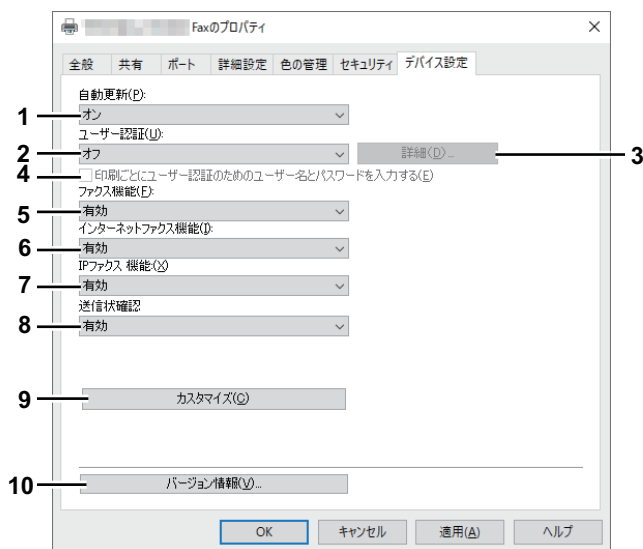 Faxのプロパティ
全般 共有 ポート 詳細設定 色の管理 セキュリティ デバイス設定
自動更新(P):
1 オン
ユーザー認証(U):
2 オフ 詳細(D)... 3
4 印刷ごとにユーザー認証のためのユーザー名とパスワードを入力する(E)
ファクス機能(F):
5 有効
インターネットファクス機能(I):
6 有効
IPファクス 機能:(X)
7 有効
送信状確認
8 有効
9 カスタマイズ(C)
10 バージョン情報(V)...
OK キャンセル 適用(A) ヘルプ